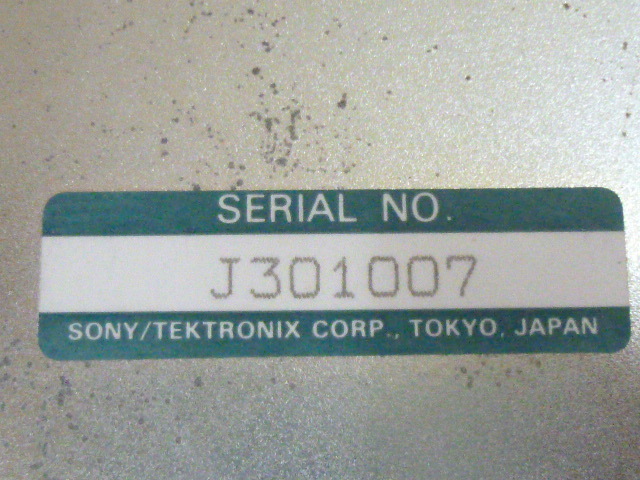 SERIAL NO.
J301007
SONY/TEKTRONIX CORP., TOKYO, JAPAN